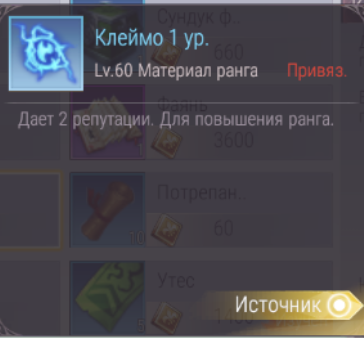 Клеймо 1 ур.
Lv.60 Материал ранга Привяз.
Дает 2 репутации. Для повышения ранга.
Сундук ф..
660
Фаянь
3600
Потрепан..
60
Утес
Источник